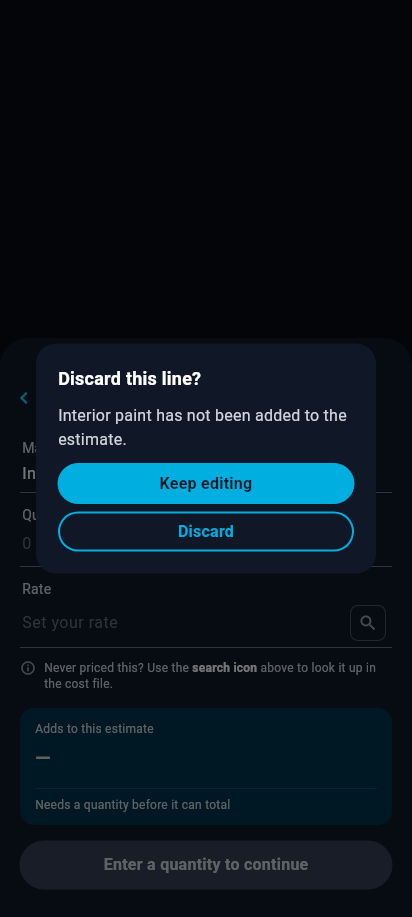 Discard this line?
Interior paint has not been added to the
estimate.
Keep editing
Discard
Rate
Set your rate
Never priced this? Use the search icon above to look it up in
the cost file.
Adds to this estimate
—
Needs a quantity before it can total
Enter a quantity to continue